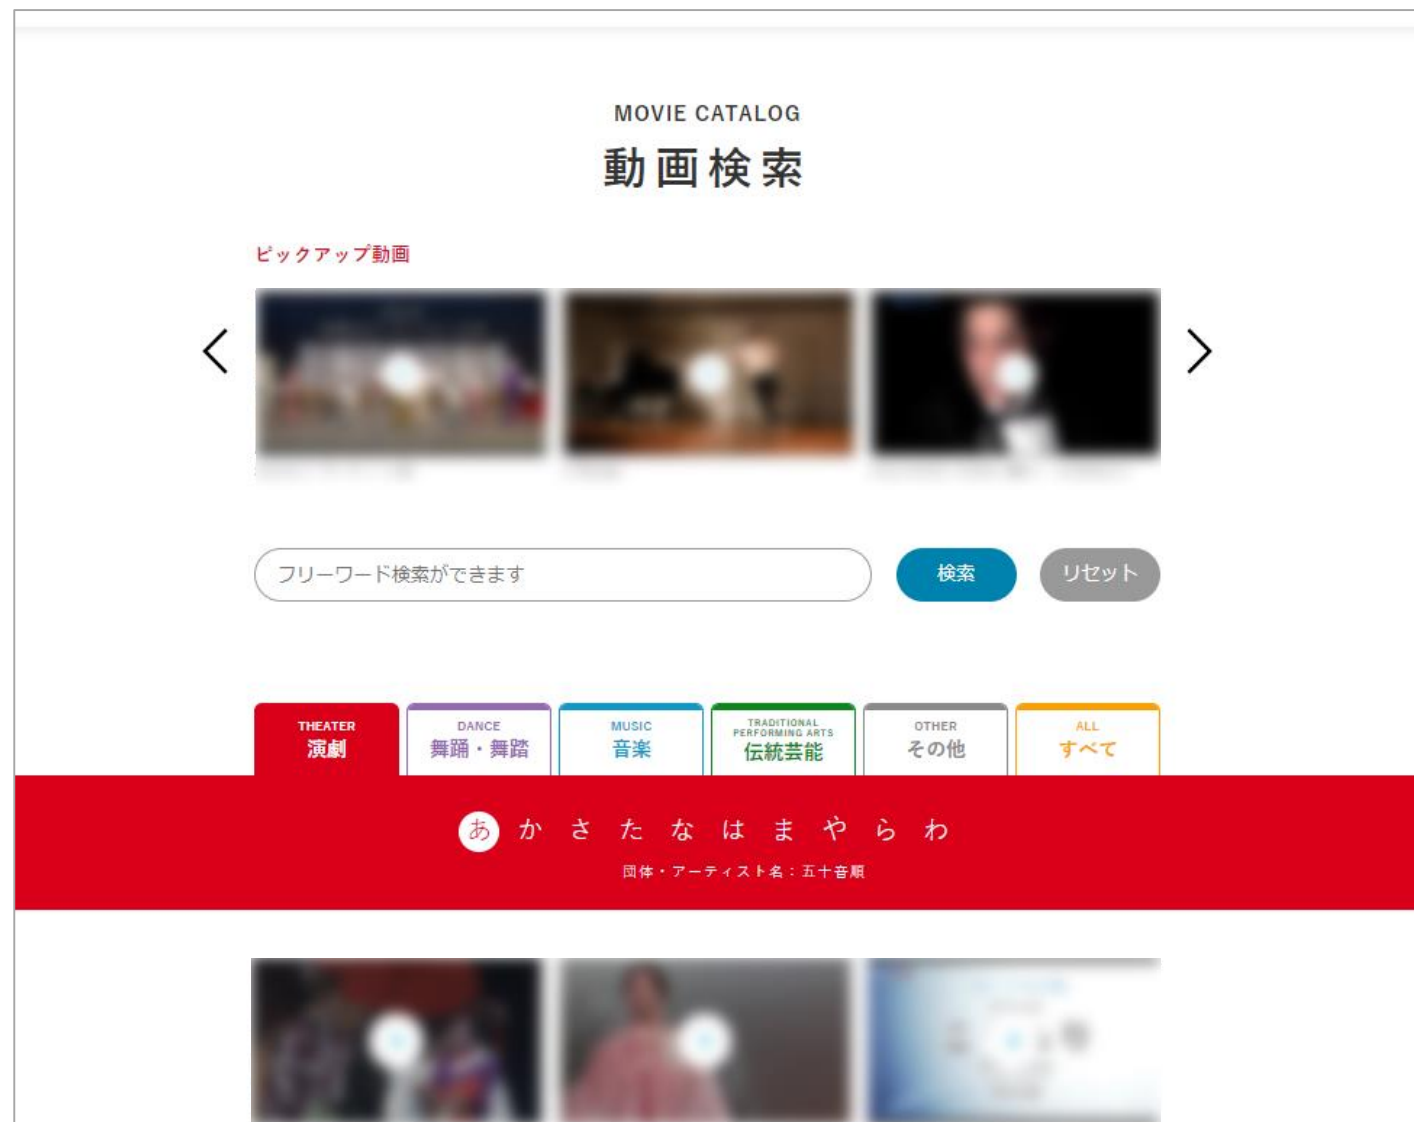 MOVIE CATALOG
動画検索
ピックアップ動画
フリーワード検索ができます
検索
リセット
THEATER
演劇
DANCE
舞踊・舞踏
MUSIC
音楽
TRADITIONAL
PERFORMING ARTS
伝統芸能
OTHER
その他
ALL
すべて
あ か さ た な は ま や ら わ
団体・アーティスト名：五十音順